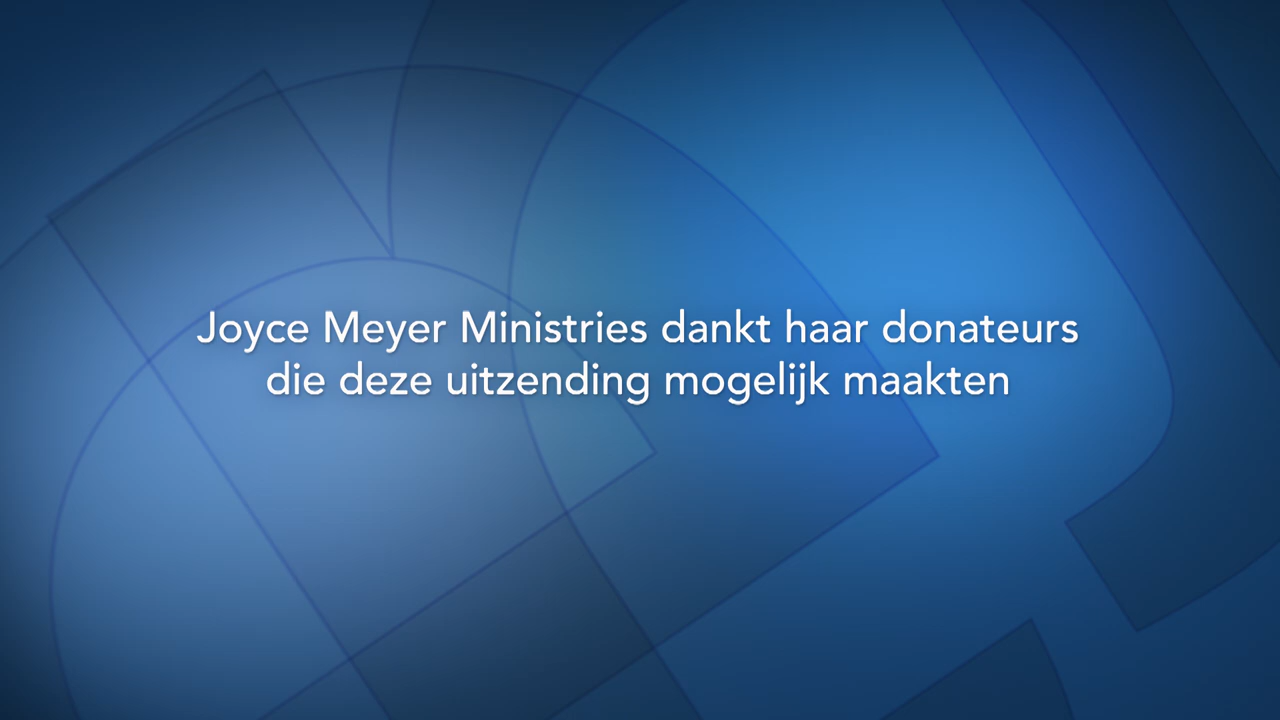 Joyce Meyer Ministries dankt haar donateurs
die deze uitzending mogelijk maakten